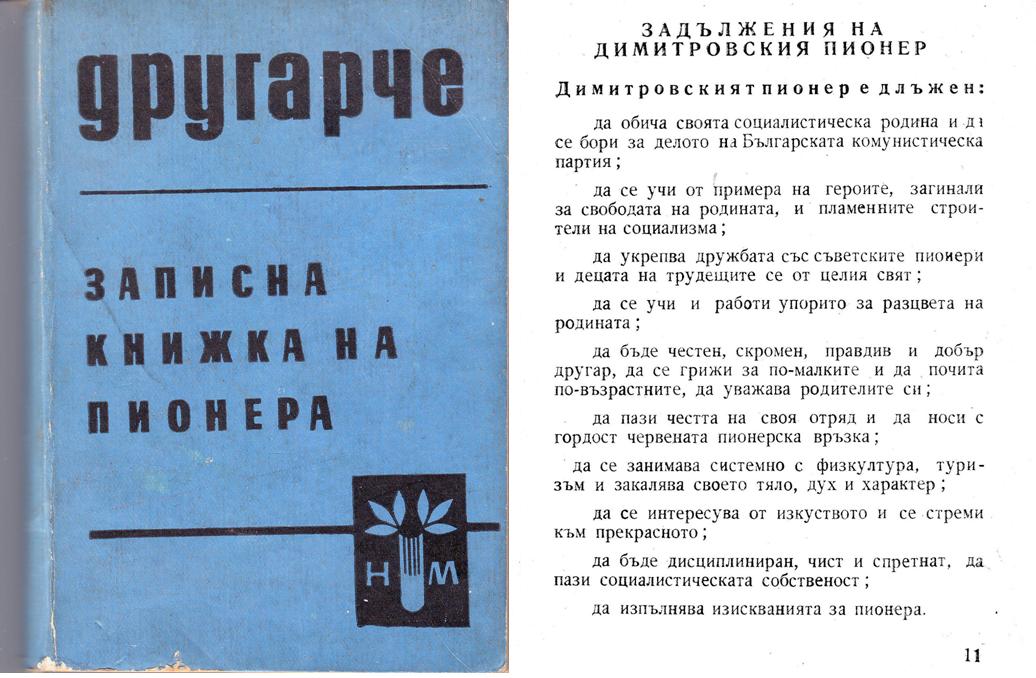 другарче
ЗАПИСНА
КНИЖКА НА
ПИОНЕРА
НМ
ЗАДЪЛЖЕНИЯ НА
ДИМИТРОВСКИЯ ПИОНЕР
Димитровският пионер е длъжен:
да обича своята социалистическа родина и да
се бори за делото на Българската комунистическа
партия;
да се учи от примера на героите, загинали
за свободата на родината, и пламенните строи-
тели на социализма;
да укрепва дружбата със съветските пионери
и децата на трудещите се от целия свят;
да се учи и работи упорито за разцвета на
родината;
да бъде честен, скромен, правдив и добър
другар, да се грижи за по-малките и да почита
по-възрастните, да уважава родителите си;
да пази честта на своя отряд и да носи с
гордост червената пионерска връзка;
да се занимава системно с физкултура, тури-
зъм и закалява своето тяло, дух и характер;
да се интересува от изкуството и се стреми
към прекрасното;
да бъде дисциплиниран, чист и спретнат, да
пази социалистическата собственост;
да изпълнява изискванията за пионера.
11